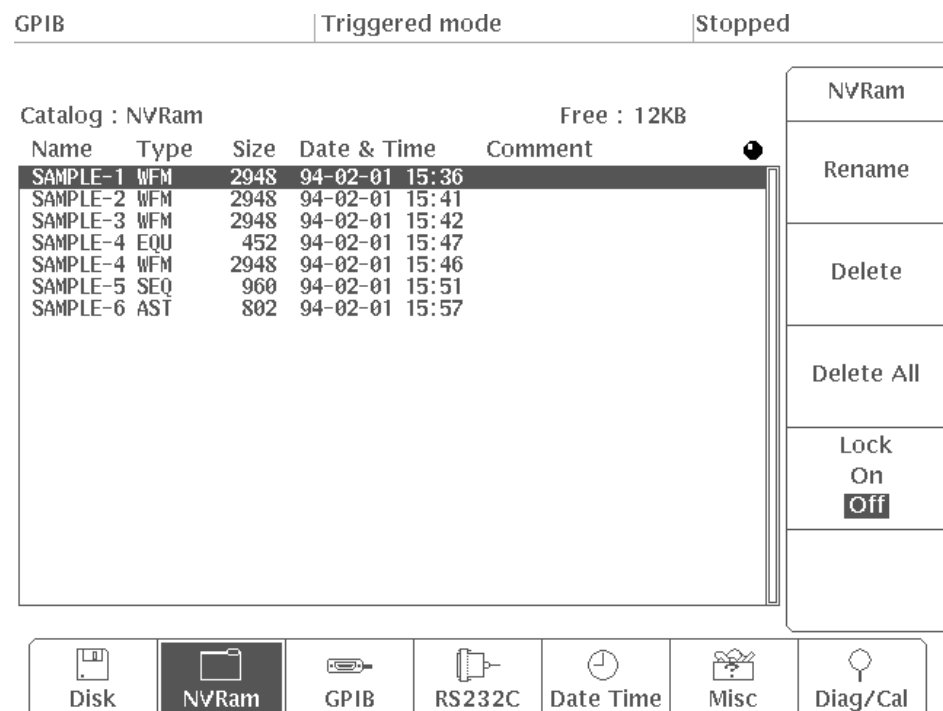 GPIB Triggered mode Stopped
NVRam
Catalog : NVRam Free : 12KB
Name Type Size Date & Time Comment
SAMPLE-1 WFM 2948 94-02-01 15:36
SAMPLE-2 WFM 2948 94-02-01 15:41
SAMPLE-3 WFM 2948 94-02-01 15:42
SAMPLE-4 EQU 452 94-02-01 15:47
SAMPLE-4 WFM 2948 94-02-01 15:46
SAMPLE-5 SEQ 960 94-02-01 15:51
SAMPLE-6 AST 802 94-02-01 15:57
Rename
Delete
Delete All
Lock
On
Off
Disk NVRam GPIB RS232C Date Time Misc Diag/Cal